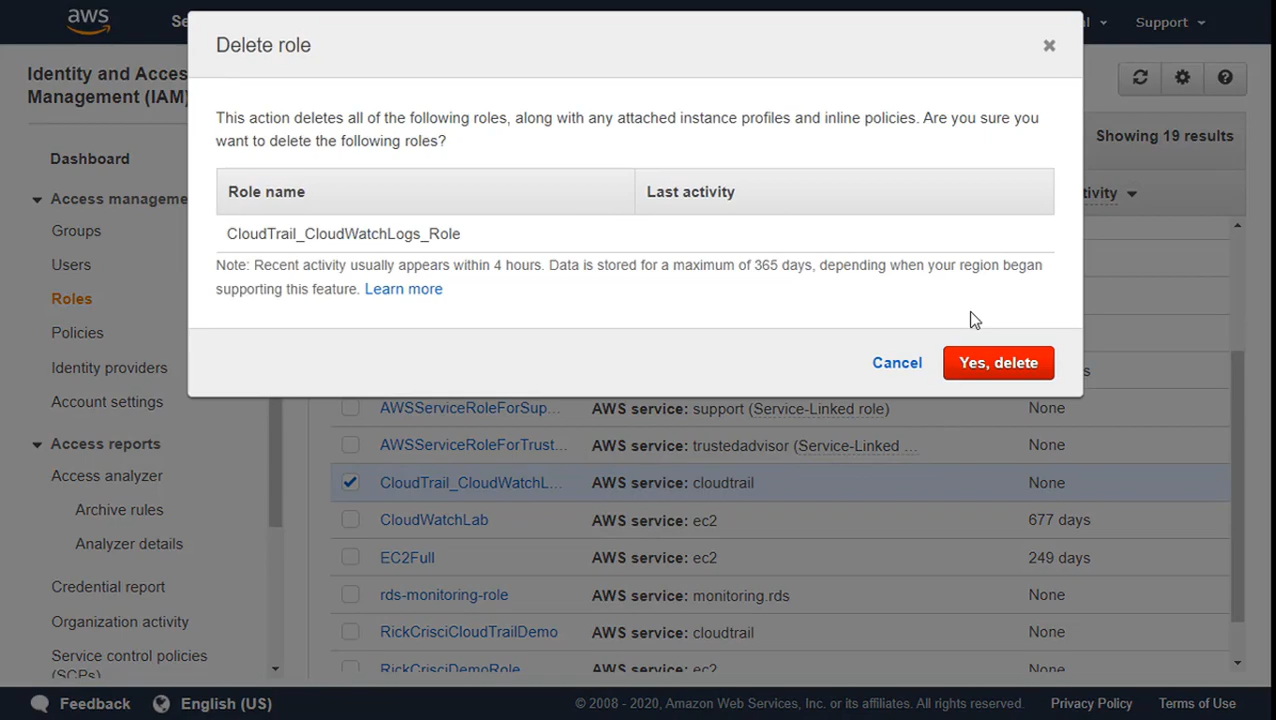 aws
Se
Support
Delete role
×
Identity and Access
Management (IAM)
This action deletes all of the following roles, along with any attached instance profiles and inline policies. Are you sure you
want to delete the following roles?
Showing 19 results
Dashboard
Role name
Last activity
tivity
Access manageme
Groups
CloudTrail_CloudWatchLogs_Role
Users
Note: Recent activity usually appears within 4 hours. Data is stored for a maximum of 365 days, depending when your region began
supporting this feature. Learn more
Roles
Policies
Cancel
Yes, delete
Identity providers
Account settings
AWSServiceRoleForSup...
AWS service: support (Service-Linked role)
None
Access reports
AWSServiceRoleForTrust...
AWS service: trustedadvisor (Service-Linked ...
None
Access analyzer
CloudTrail_CloudWatchL...
AWS service: cloudtrail
None
Archive rules
CloudWatchLab
AWS service: ec2
677 days
Analyzer details
EC2Full
AWS service: ec2
249 days
Credential report
rds-monitoring-role
AWS service: monitoring.rds
None
Organization activity
RickCrisciCloudTrailDemo
AWS service: cloudtrail
None
Service control policies
(SCPs)
RickCrisciDemoRole
AWS service: ec2
None
Feedback
English (US)
© 2008 - 2020, Amazon Web Services, Inc. or its affiliates. All rights reserved.
Privacy Policy
Terms of Use